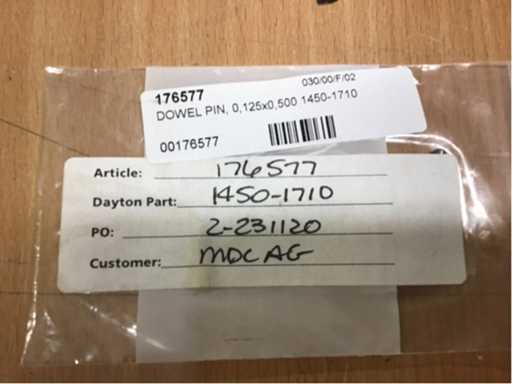 030/00/F/02
176577
DOWEL PIN, 0,125x0,500 1450-1710
00176577
Article: 176577
Dayton Part: 1450-1710
PO: 2-231120
Customer: MDC AG